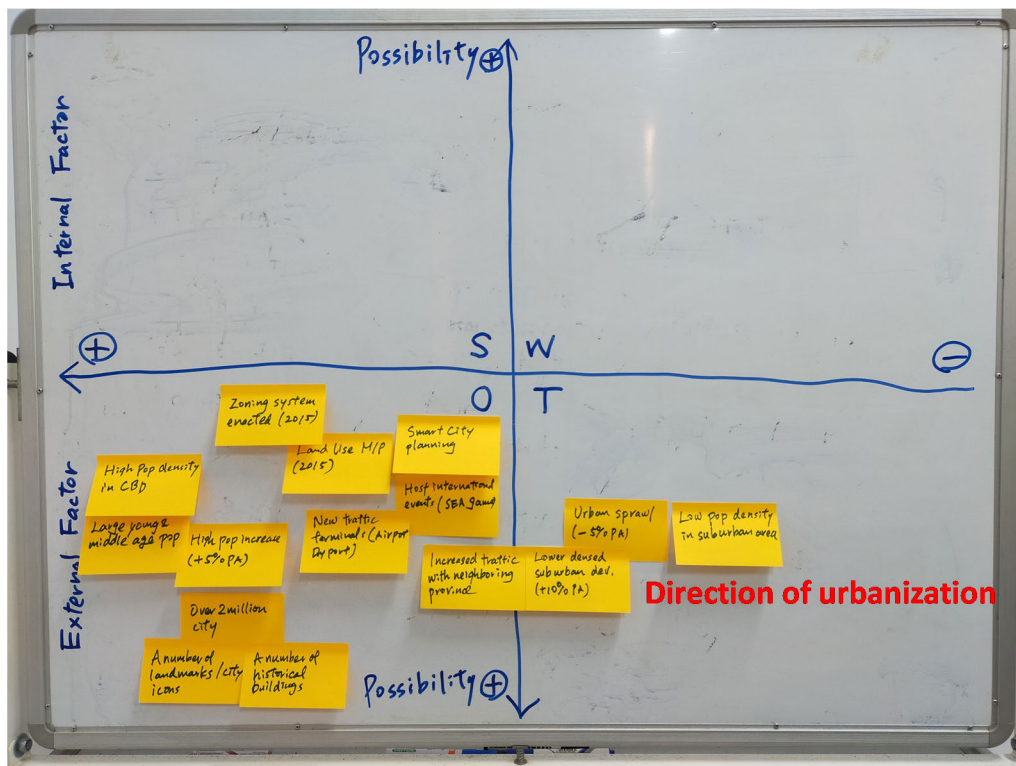 Possibility +
Internal Factor
+
S W
−
O T
External Factor
Zoning system
enacted (2015)
Land Use M/P
(2015)
Smart City
planning
High pop density
in CBD
Host international
events (SEA game
Large young &
middle age pop
High pop increase
(+5% PA)
New traffic
terminals (Airport
Urban sprawl
(-5% PA)
Low pop density
in suburban area
Increased traffic
with neighboring
province
Lower densed
suburban dev.
(+10% PA)
Direction of urbanization
Over 2 million
city
A number of
landmarks/city
icons
A number of
historical
buildings
Possibility +